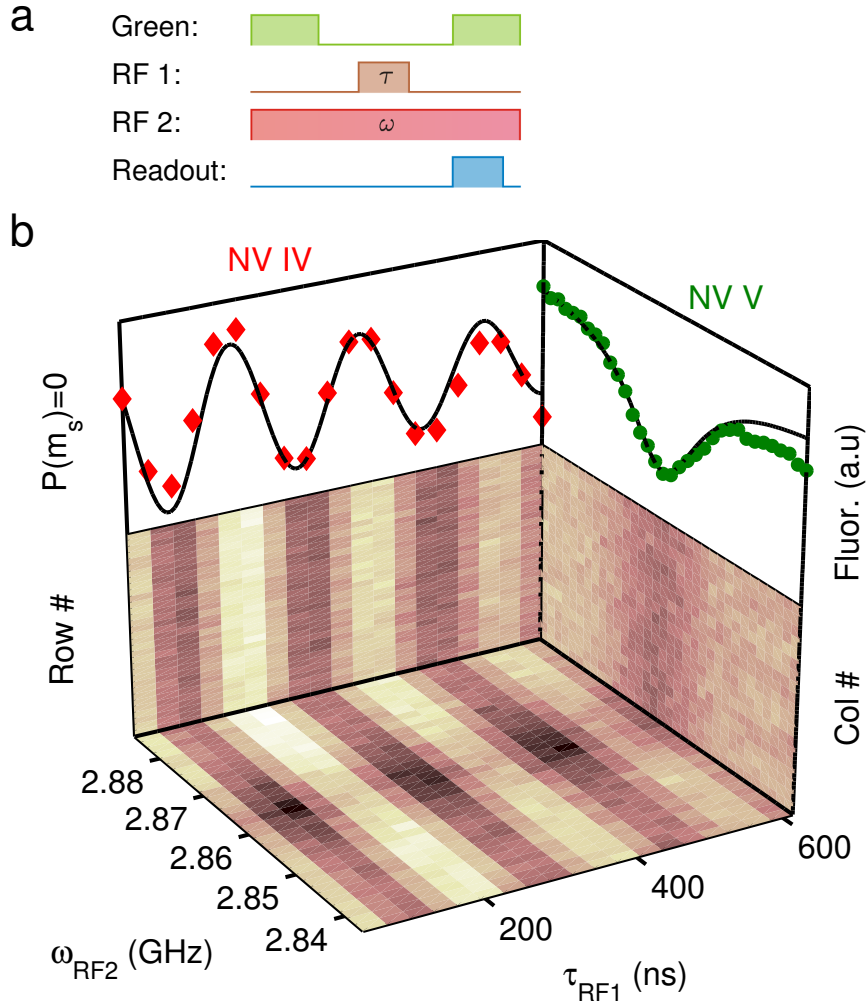 a
Green:
RF 1: τ
RF 2: ω
Readout:
b
NV IV
NV V
P(m_s)=0
Fluor. (a.u)
Row #
Col #
2.88
2.87
2.86
2.85
2.84
200
400
600
ω_RF2 (GHz)
τ_RF1 (ns)